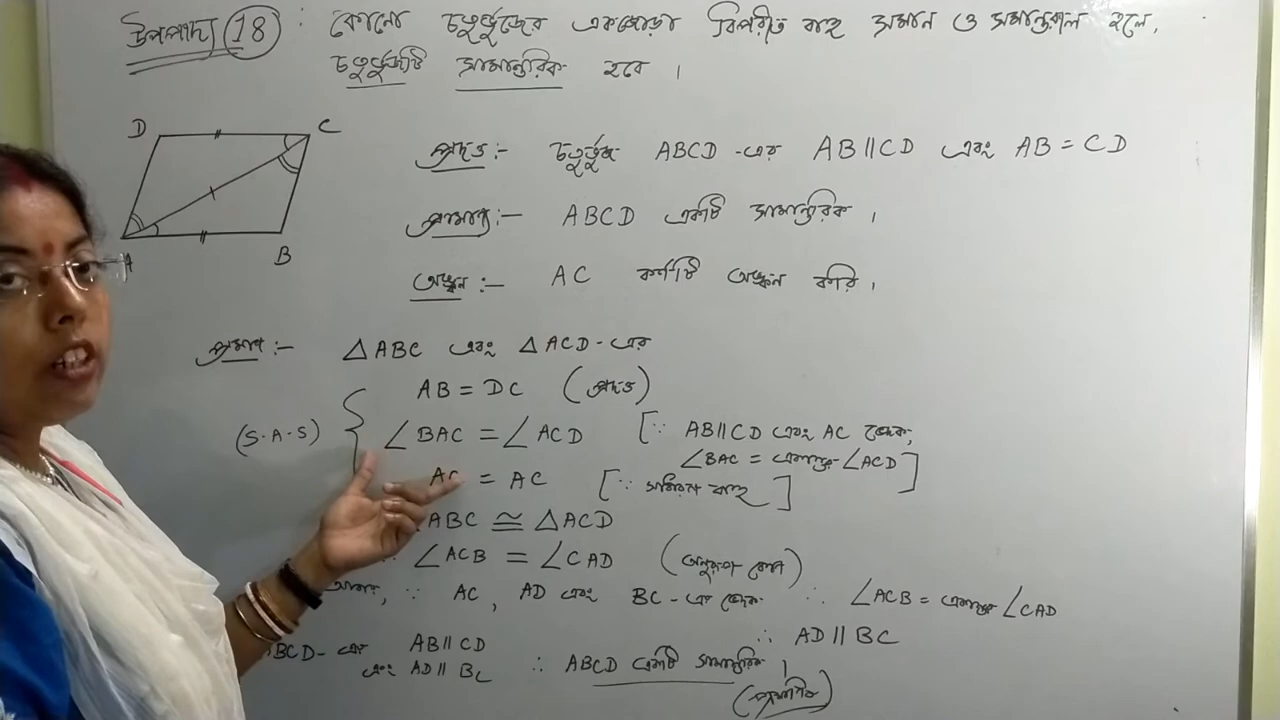 উপপাদ্য 18 : কোনো চতুর্ভুজের একজোড়া বিপরীত বাহু সমান ও সমান্তরাল হলে,
চতুর্ভুজটি সামান্তরিক হবে ।
D C
A B
প্রদত্ত :- চতুর্ভুজ ABCD -এর AB || CD এবং AB = CD
প্রামাণ্য :- ABCD একটি সামান্তরিক ।
অঙ্কন :- AC কর্ণটি অঙ্কন করি ।
প্রমাণ :- △ABC এবং △ACD-এর
AB = DC (প্রদত্ত)
(S.A.S) ∠BAC = ∠ACD [∵ AB || CD এবং AC ছেদক,
∠BAC = একান্তর ∠ACD]
AC = AC [∵ সাধারণ বাহু]
ABC ≅ △ACD
∠ACB = ∠CAD (অনুরূপ কোণ)
আবার, ∵ AC, AD এবং BC-এর ছেদক ∴ ∠ACB = একান্তর ∠CAD
∴ AD || BC
BCD- এর AB || CD
এবং AD || BC ∴ ABCD একটি সামান্তরিক ।
(প্রমাণিত)